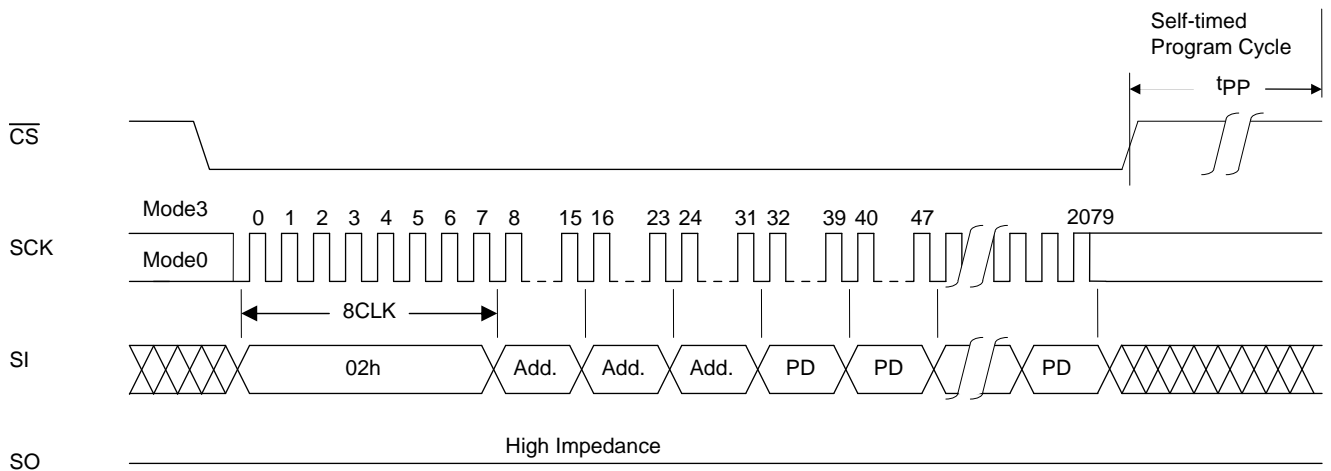 Self-timed
Program Cycle
tPP
CS
Mode3
0 1 2 3 4 5 6 7 8 15 16 23 24 31 32 39 40 47 2079
SCK
Mode0
8CLK
SI
02h Add. Add. Add. PD PD PD
High Impedance
SO